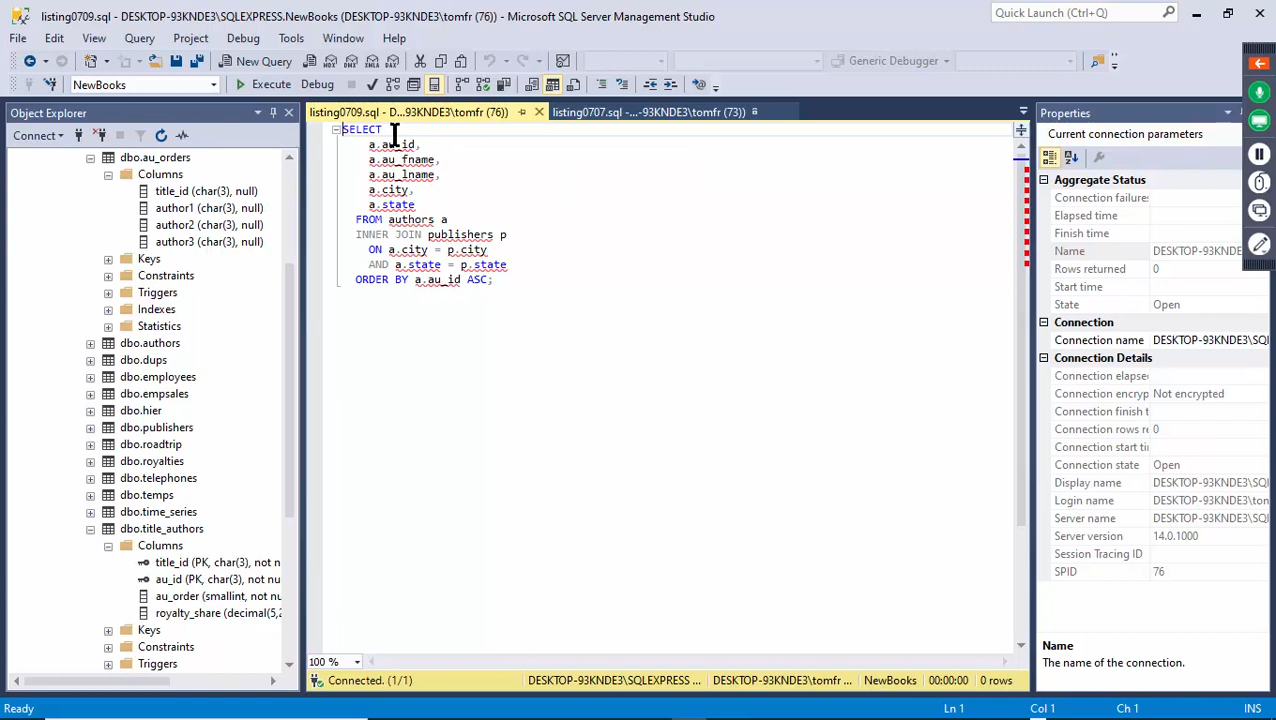 listing0709.sql - DESKTOP-93KNDE3\SQLEXPRESS.NewBooks (DESKTOP-93KNDE3\tomfr (76)) - Microsoft SQL Server Management Studio
Quick Launch (Ctrl+Q)
File Edit View Query Project Debug Tools Window Help
New Query
Generic Debugger
NewBooks
Execute Debug
Object Explorer
Connect
dbo.au_orders
Columns
title_id (char(3), null)
author1 (char(3), null)
author2 (char(3), null)
author3 (char(3), null)
Keys
Constraints
Triggers
Indexes
Statistics
dbo.authors
dbo.dups
dbo.employees
dbo.empsales
dbo.hier
dbo.publishers
dbo.roadtrip
dbo.royalties
dbo.telephones
dbo.temps
dbo.time_series
dbo.title_authors
Columns
title_id (PK, char(3), not n
au_id (PK, char(3), not nu
au_order (smallint, not nu
royalty_share (decimal(5,2
Keys
Constraints
Triggers
listing0709.sql - D...93KNDE3\tomfr (76))
listing0707.sql -...-93KNDE3\tomfr (73))
SELECT
a.au_id,
a.au_fname,
a.au_lname,
a.city,
a.state
FROM authors a
INNER JOIN publishers p
ON a.city = p.city
AND a.state = p.state
ORDER BY a.au_id ASC;
100 %
Connected. (1/1)
DESKTOP-93KNDE3\SQLEXPRESS ...
DESKTOP-93KNDE3\tomfr ...
NewBooks
00:00:00
0 rows
Properties
Current connection parameters
Aggregate Status
Connection failures
Elapsed time
Finish time
Name DESKTOP-93KNDE3
Rows returned 0
Start time
State Open
Connection
Connection name DESKTOP-93KNDE3\SQI
Connection Details
Connection elapse
Connection encryp Not encrypted
Connection finish t
Connection rows re 0
Connection start ti
Connection state Open
Display name DESKTOP-93KNDE3\SQI
Login name DESKTOP-93KNDE3\ton
Server name DESKTOP-93KNDE3\SQI
Server version 14.0.1000
Session Tracing ID
SPID 76
Name
The name of the connection.
Ready
Ln 1
Col 1
Ch 1
INS